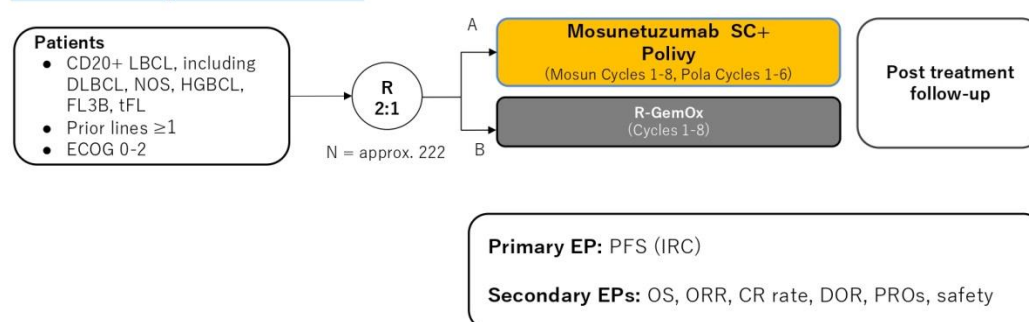 Patients
● CD20+ LBCL, including
DLBCL, NOS, HGBCL,
FL3B, tFL
● Prior lines ≥1
● ECOG 0-2
R
2:1
N = approx. 222
A
B
Mosunetuzumab SC+
Polivy
(Mosun Cycles 1-8, Pola Cycles 1-6)
R-GemOx
(Cycles 1-8)
Post treatment
follow-up
Primary EP: PFS (IRC)
Secondary EPs: OS, ORR, CR rate, DOR, PROs, safety